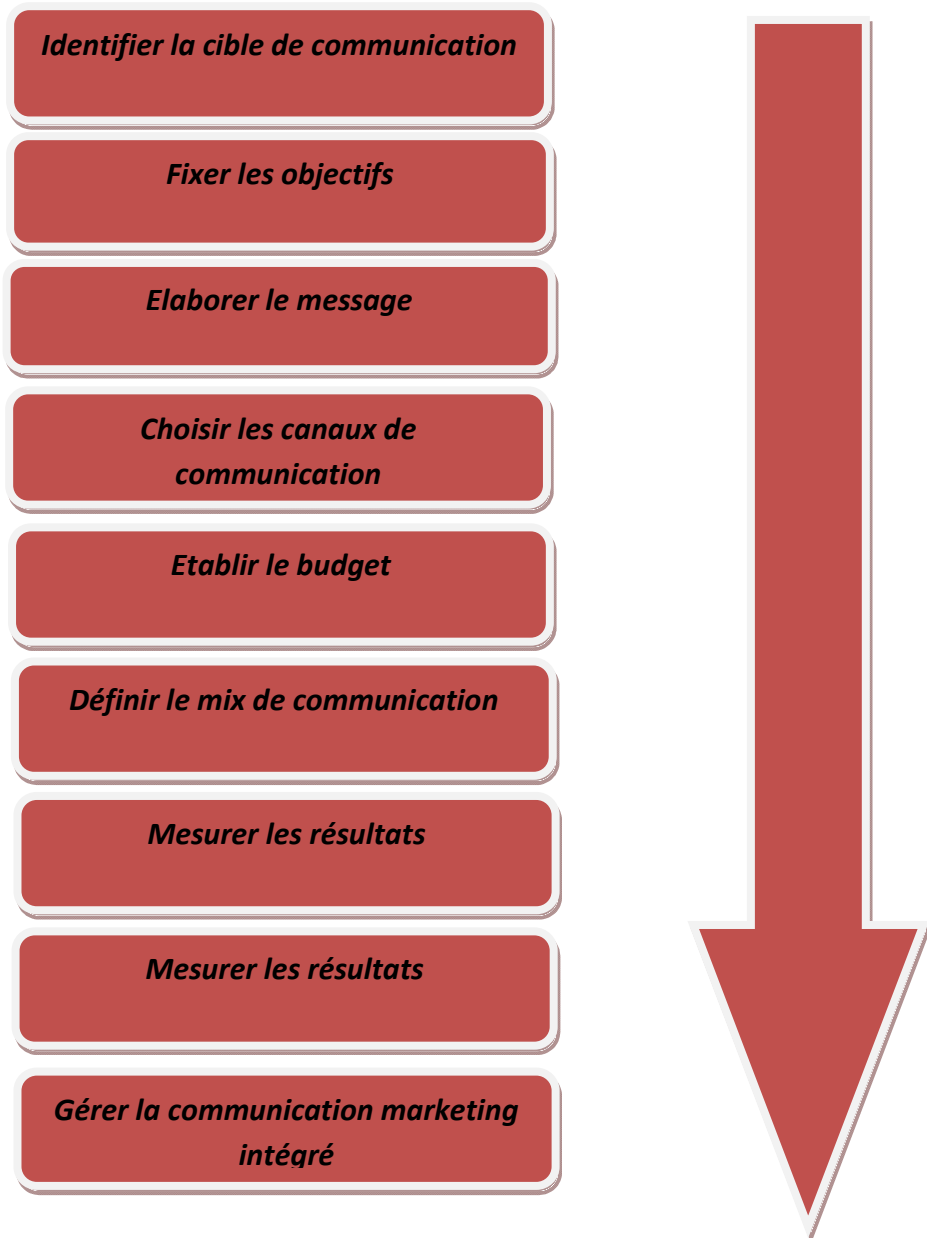 Identifier la cible de communication
Fixer les objectifs
Elaborer le message
Choisir les canaux de
communication
Etablir le budget
Définir le mix de communication
Mesurer les résultats
Mesurer les résultats
Gérer la communication marketing
intégré